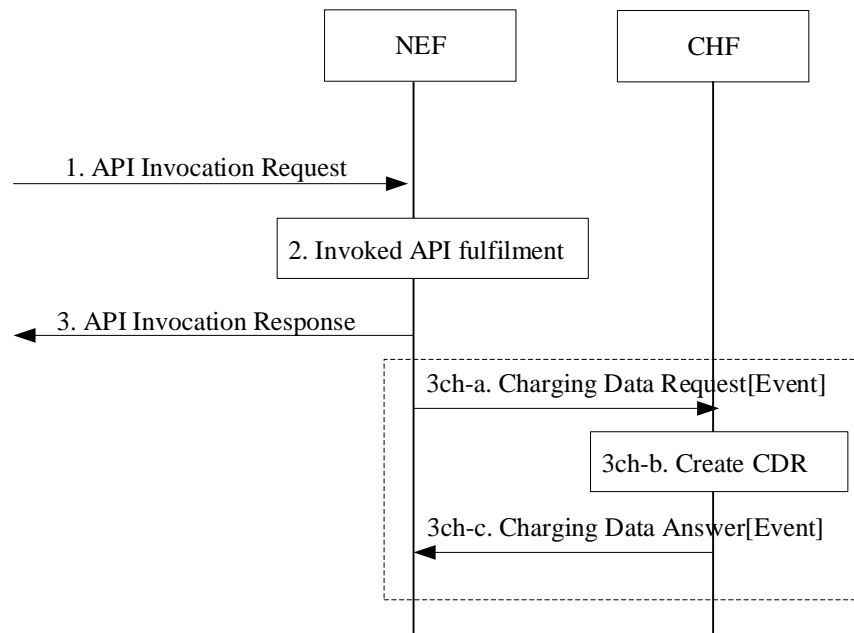 NEF
CHF
1. API Invocation Request
2. Invoked API fulfilment
3. API Invocation Response
3ch-a. Charging Data Request[Event]
3ch-b. Create CDR
3ch-c. Charging Data Answer[Event]